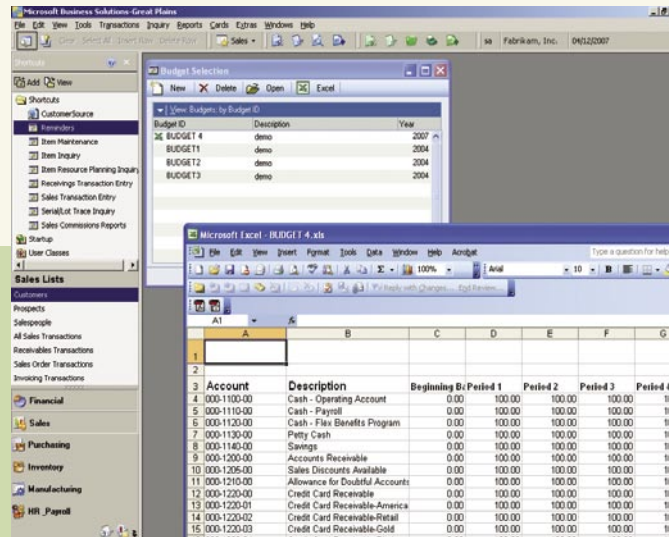 Microsoft Business Solutions-Great Plains
File Edit View Tools Transactions Inquiry Reports Cards Extras Windows Help
Clear Select All Insert Row Delete Row Sales sa Fabrikam, Inc. 04/12/2007
Shortcuts
Add View
Shortcuts
CustomerSource
Reminders
Item Maintenance
Item Inquiry
Item Resource Planning Inquiry
Receivings Transaction Entry
Sales Transaction Entry
Serial/Lot Trace Inquiry
Sales Commissions Reports
Startup
User Classes
Sales Lists
Customers
Prospects
Salespeople
All Sales Transactions
Receivables Transactions
Sales Order Transactions
Invoicing Transactions
Financial
Sales
Purchasing
Inventory
Manufacturing
HR_Payroll
Budget Selection
New Delete Open Excel
View: Budgets; by Budget ID
Budget ID Description Year
BUDGET 4 demo 2007
BUDGET1 demo 2004
BUDGET2 demo 2004
BUDGET3 demo 2004
Microsoft Excel - BUDGET 4.xls
File Edit View Insert Format Tools Data Window Help Acrobat Type a question for help
100% Arial 10 B
Reply with Changes... End Review...
A1 fx
A B C D E F G
1
2
3 Account Description Beginning Ba Period 1 Period 2 Period 3 Period 4
4 000-1100-00 Cash - Operating Account 0.00 100.00 100.00 100.00
5 000-1110-00 Cash - Payroll 0.00 100.00 100.00 100.00
6 000-1120-00 Cash - Flex Benefits Program 0.00 100.00 100.00 100.00
7 000-1130-00 Petty Cash 0.00 100.00 100.00 100.00
8 000-1140-00 Savings 0.00 100.00 100.00 100.00
9 000-1200-00 Accounts Receivable 0.00 100.00 100.00 100.00
10 000-1205-00 Sales Discounts Available 0.00 100.00 100.00 100.00
11 000-1210-00 Allowance for Doubtful Accounts 0.00 100.00 100.00 100.00
12 000-1220-00 Credit Card Receivable 0.00 100.00 100.00 100.00
13 000-1220-01 Credit Card Receivable-America 0.00 100.00 100.00 100.00
14 000-1220-02 Credit Card Receivable-Retail 0.00 100.00 100.00 100.00
15 000-1220-03 Credit Card Receivable-Gold 0.00 100.00 100.00 100.00